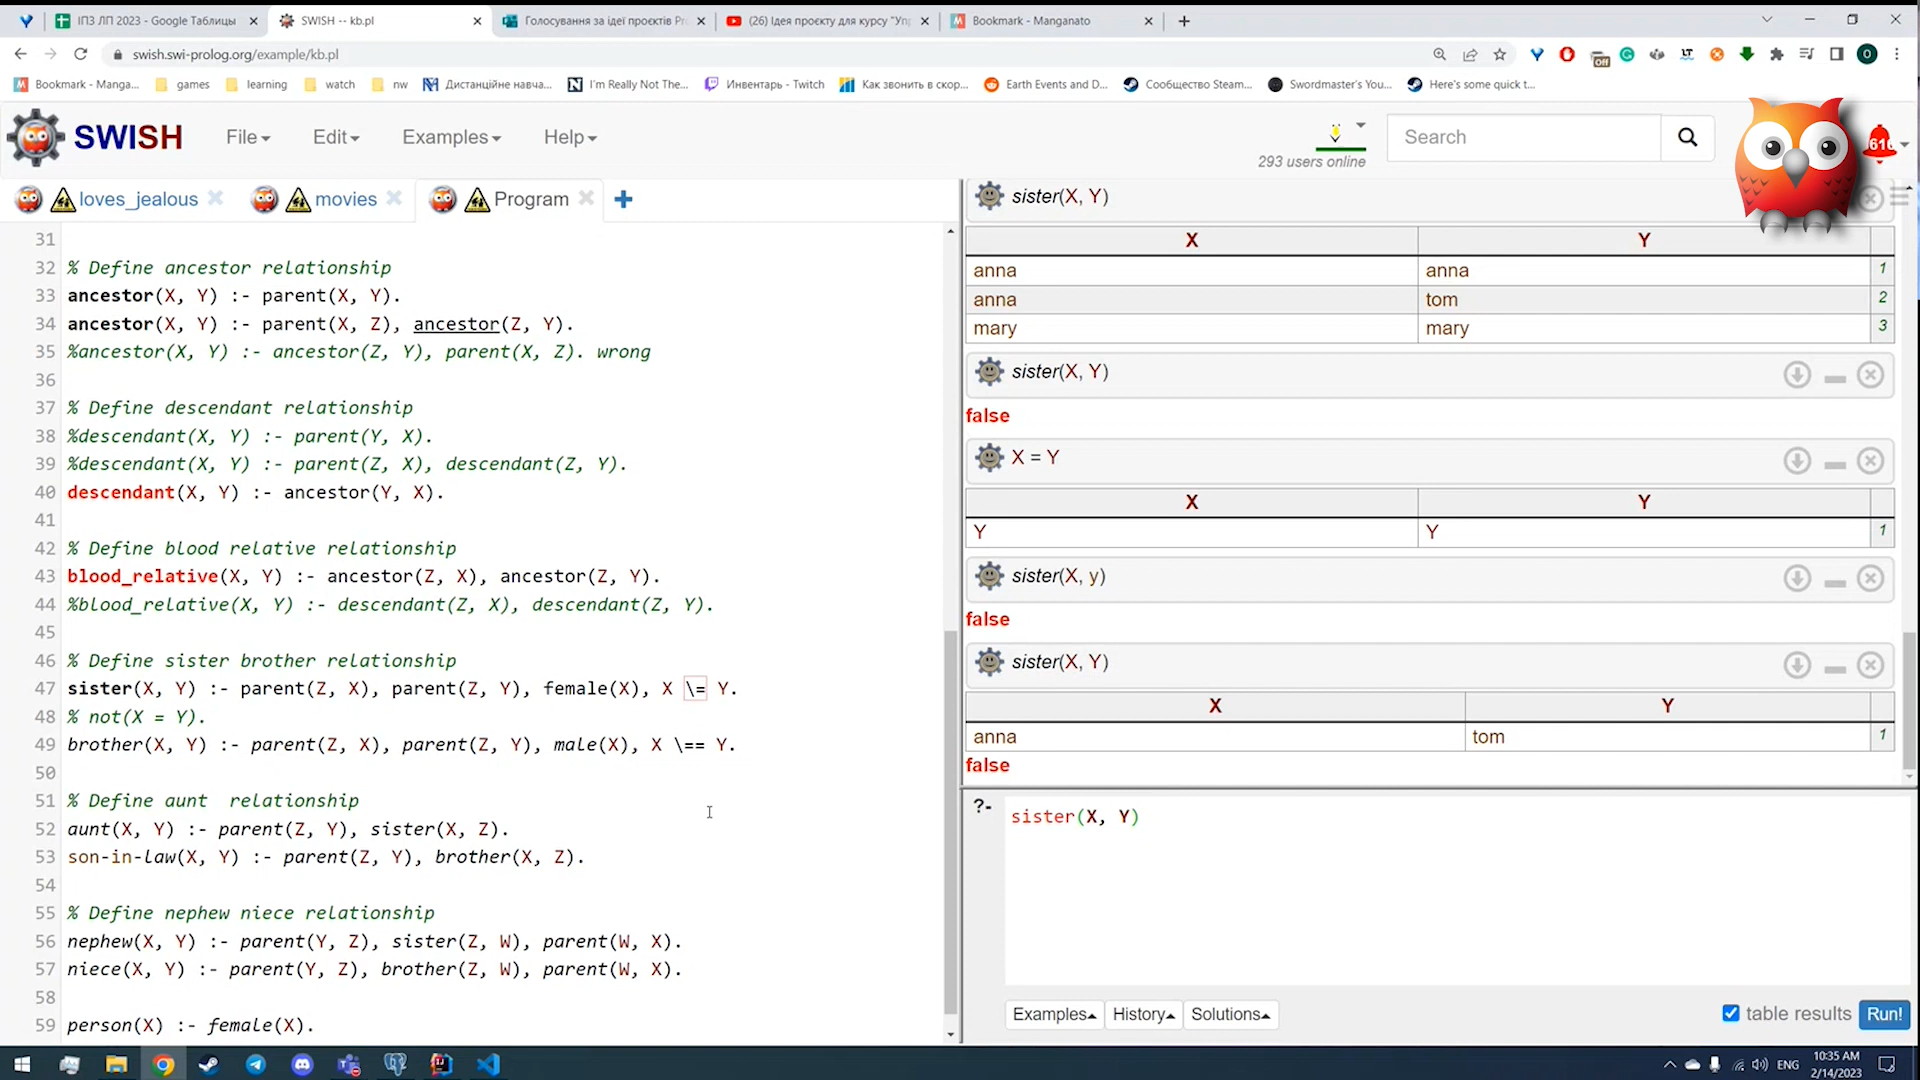 ІПЗ ЛП 2023 - Google Таблицы
SWISH -- kb.pl
Голосування за ідеї проєктів Pro
(26) Ідея проєкту для курсу "Упр
Bookmark - Manganato
swish.swi-prolog.org/example/kb.pl
Off
Bookmark - Manga...
games
learning
watch
nw
Дистанційне навча...
I'm Really Not The...
Инвентарь - Twitch
Как звонить в скор...
Earth Events and D...
Сообщество Steam...
Swordmaster's You...
Here's some quick t...
SWISH
File
Edit
Examples
Help
293 users online
Search
616
loves_jealous
movies
Program
31
32 % Define ancestor relationship
33 ancestor(X, Y) :- parent(X, Y).
34 ancestor(X, Y) :- parent(X, Z), ancestor(Z, Y).
35 %ancestor(X, Y) :- ancestor(Z, Y), parent(X, Z). wrong
36
37 % Define descendant relationship
38 %descendant(X, Y) :- parent(Y, X).
39 %descendant(X, Y) :- parent(Z, X), descendant(Z, Y).
40 descendant(X, Y) :- ancestor(Y, X).
41
42 % Define blood relative relationship
43 blood_relative(X, Y) :- ancestor(Z, X), ancestor(Z, Y).
44 %blood_relative(X, Y) :- descendant(Z, X), descendant(Z, Y).
45
46 % Define sister brother relationship
47 sister(X, Y) :- parent(Z, X), parent(Z, Y), female(X), X \= Y.
48 % not(X = Y).
49 brother(X, Y) :- parent(Z, X), parent(Z, Y), male(X), X \== Y.
50
51 % Define aunt  relationship
52 aunt(X, Y) :- parent(Z, Y), sister(X, Z).
53 son-in-law(X, Y) :- parent(Z, Y), brother(X, Z).
54
55 % Define nephew niece relationship
56 nephew(X, Y) :- parent(Y, Z), sister(Z, W), parent(W, X).
57 niece(X, Y) :- parent(Y, Z), brother(Z, W), parent(W, X).
58
59 person(X) :- female(X).
sister(X, Y)
X Y
anna anna 1
anna tom 2
mary mary 3
sister(X, Y)
false
X = Y
X Y
Y Y 1
sister(X, y)
false
sister(X, Y)
X Y
anna tom 1
false
?- sister(X, Y)
Examples
History
Solutions
table results
Run!
ENG
10:35 AM
2/14/2023